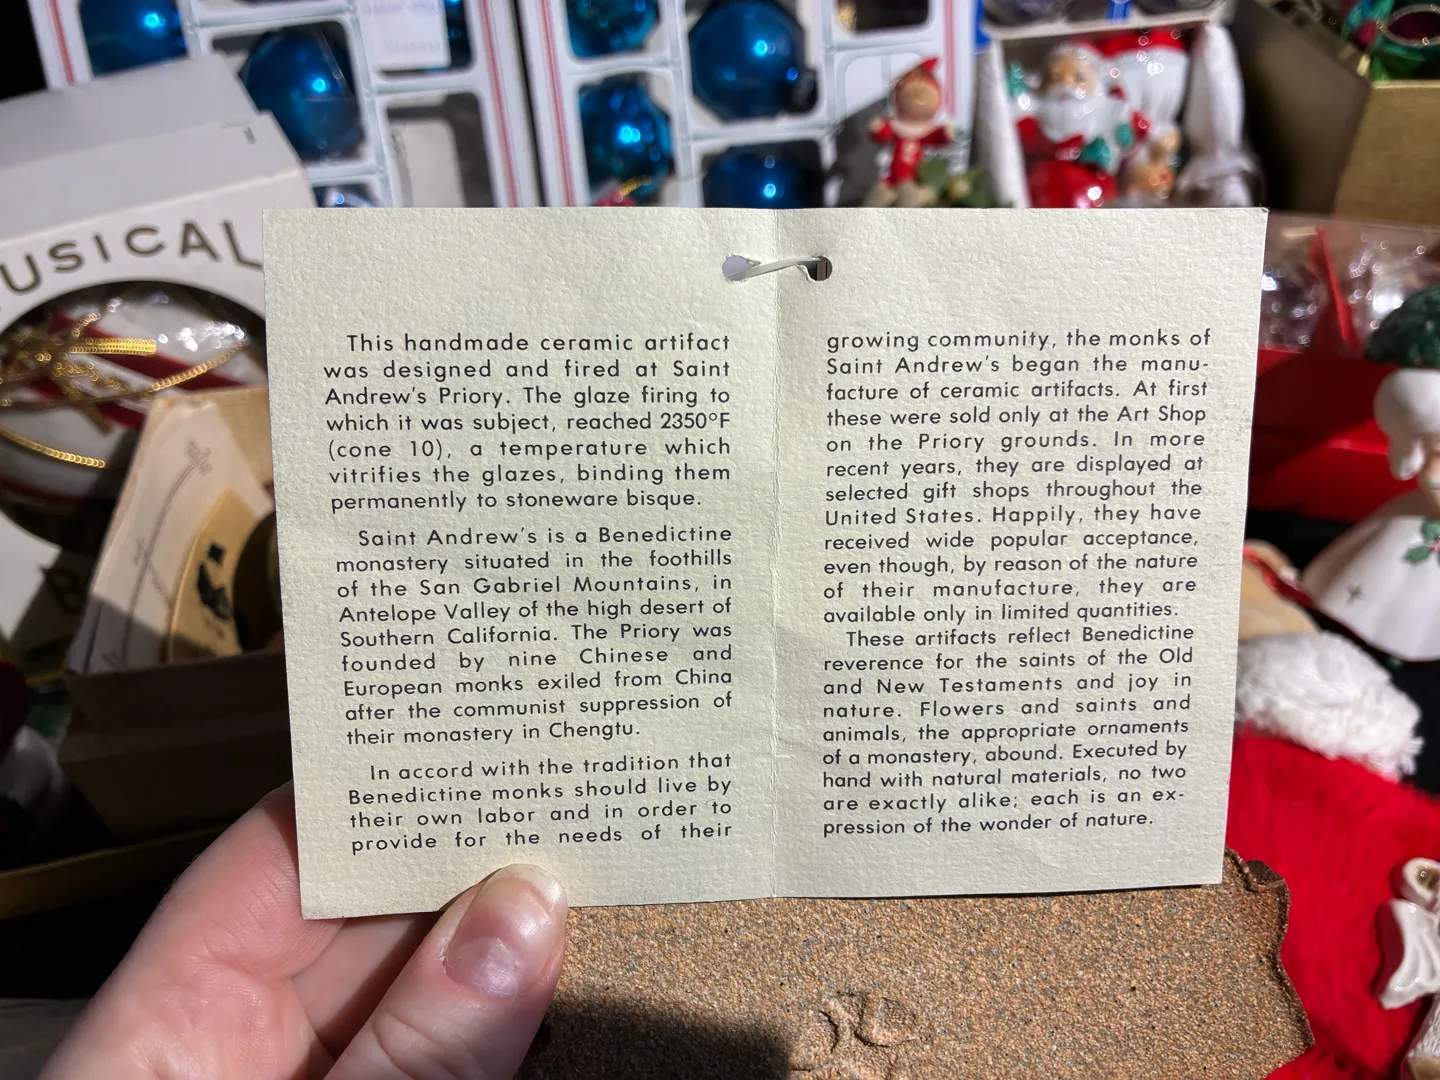 USICAL
This handmade ceramic artifact
was designed and fired at Saint
Andrew's Priory. The glaze firing to
which it was subject, reached 2350°F
(cone 10), a temperature which
vitrifies the glazes, binding them
permanently to stoneware bisque.
Saint Andrew's is a Benedictine
monastery situated in the foothills
of the San Gabriel Mountains, in
Antelope Valley of the high desert of
Southern California. The Priory was
founded by nine Chinese and
European monks exiled from China
after the communist suppression of
their monastery in Chengtu.
In accord with the tradition that
Benedictine monks should live by
their own labor and in order to
provide for the needs of their
growing community, the monks of
Saint Andrew's began the manu-
facture of ceramic artifacts. At first
these were sold only at the Art Shop
on the Priory grounds. In more
recent years, they are displayed at
selected gift shops throughout the
United States. Happily, they have
received wide popular acceptance,
even though, by reason of the nature
of their manufacture, they are
available only in limited quantities.
These artifacts reflect Benedictine
reverence for the saints of the Old
and New Testaments and joy in
nature. Flowers and saints and
animals, the appropriate ornaments
of a monastery, abound. Executed by
hand with natural materials, no two
are exactly alike; each is an ex-
pression of the wonder of nature.